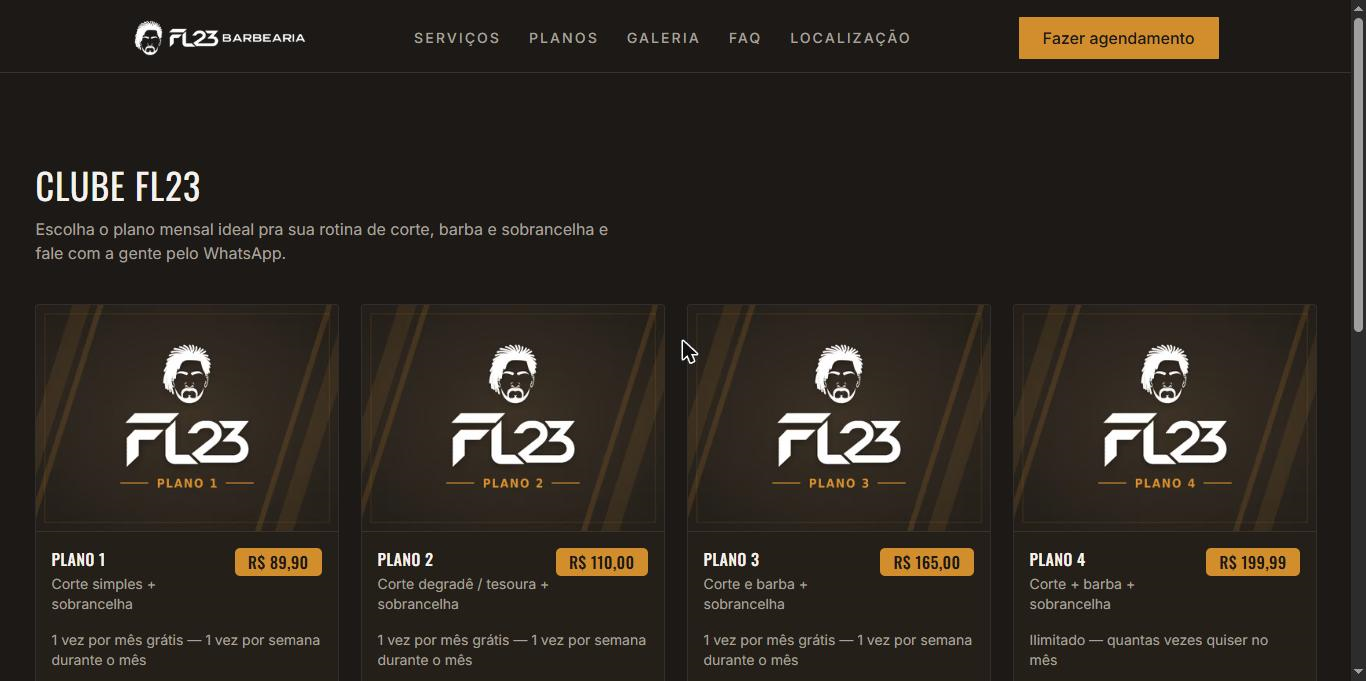 FL23 BARBEARIA
SERVIÇOS PLANOS GALERIA FAQ LOCALIZAÇÃO
Fazer agendamento
CLUBE FL23
Escolha o plano mensal ideal pra sua rotina de corte, barba e sobrancelha e
fale com a gente pelo WhatsApp.
FL23
PLANO 1
PLANO 1
R$ 89,90
Corte simples +
sobrancelha
1 vez por mês grátis — 1 vez por semana
durante o mês
FL23
PLANO 2
PLANO 2
R$ 110,00
Corte degradê / tesoura +
sobrancelha
1 vez por mês grátis — 1 vez por semana
durante o mês
FL23
PLANO 3
PLANO 3
R$ 165,00
Corte e barba +
sobrancelha
1 vez por mês grátis — 1 vez por semana
durante o mês
FL23
PLANO 4
PLANO 4
R$ 199,99
Corte + barba +
sobrancelha
Ilimitado — quantas vezes quiser no
mês